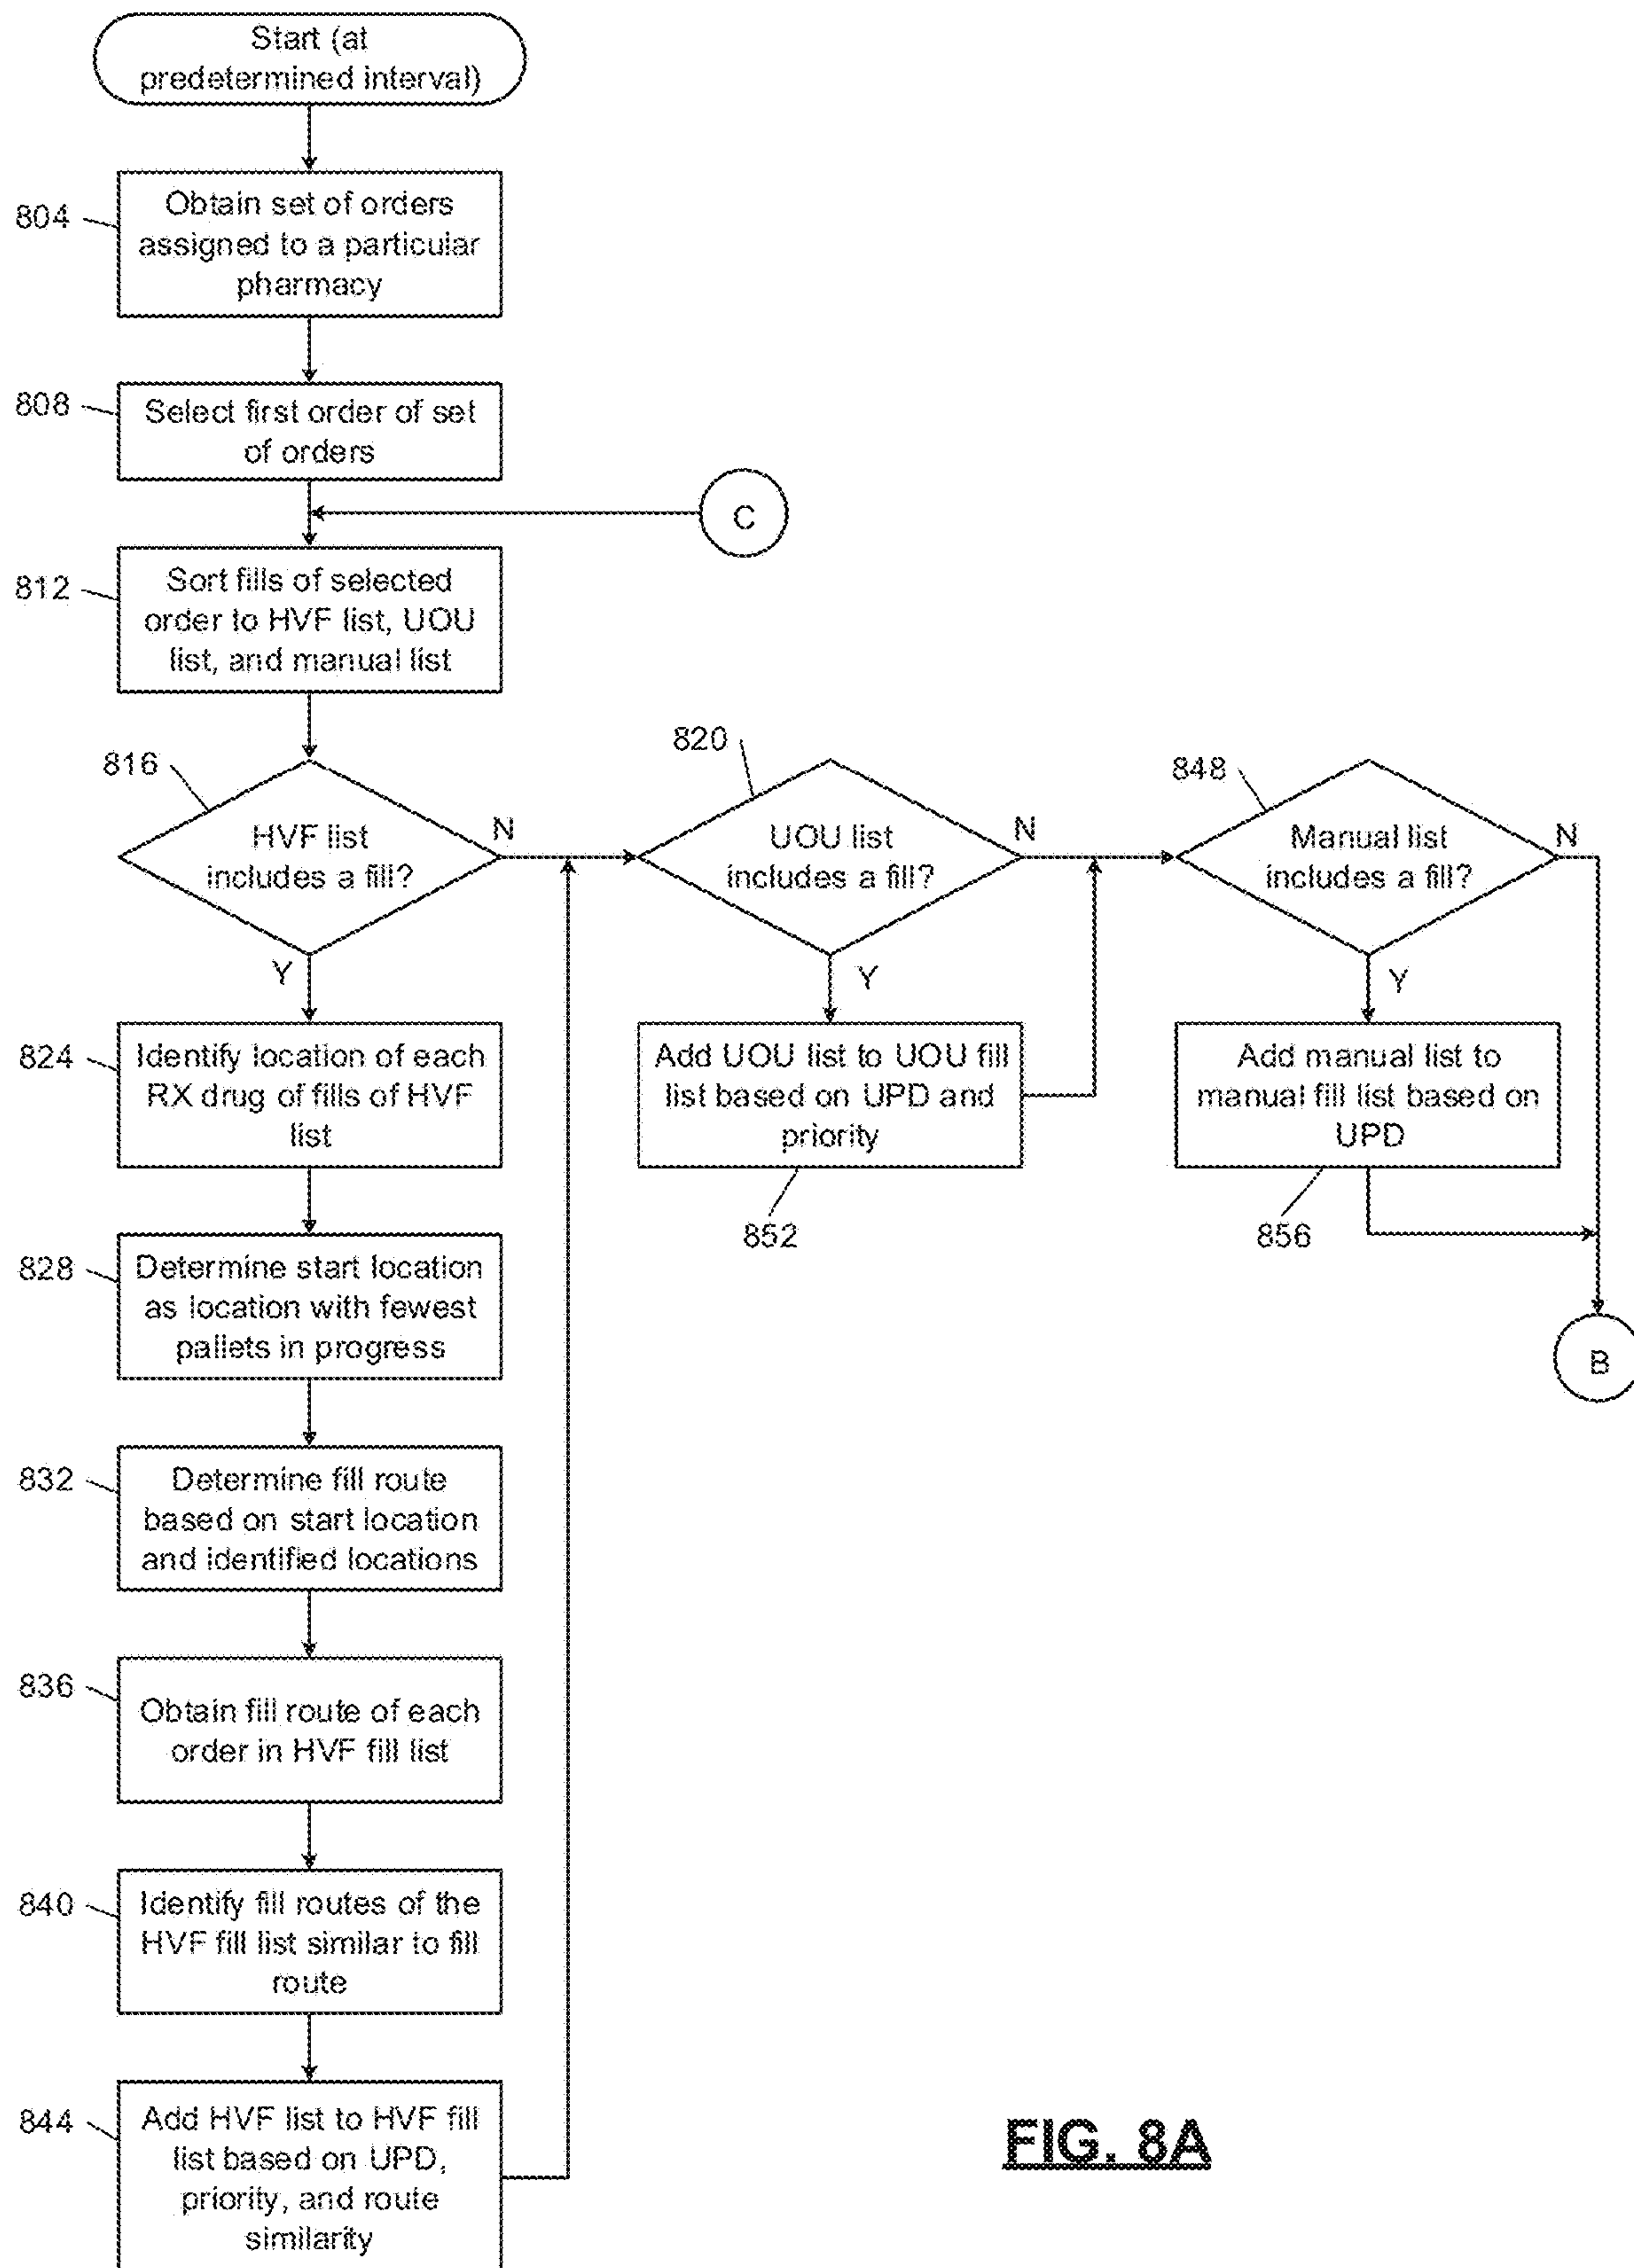 Start (at
predetermined interval)
804
Obtain set of orders
assigned to a particular
pharmacy
808
Select first order of set
of orders
C
812
Sort fills of selected
order to HVF list, UOU
list, and manual list
816
HVF list
includes a fill?
N
Y
820
UOU list
includes a fill?
N
Y
848
Manual list
includes a fill?
N
Y
824
Identify location of each
RX drug of fills of HVF
list
Add UOU list to UOU fill
list based on UPD and
priority
852
Add manual list to
manual fill list based on
UPD
856
B
828
Determine start location
as location with fewest
pallets in progress
832
Determine fill route
based on start location
and identified locations
836
Obtain fill route of each
order in HVF fill list
840
Identify fill routes of the
HVF fill list similar to fill
route
844
Add HVF list to HVF fill
list based on UPD,
priority, and route
similarity
FIG. 8A